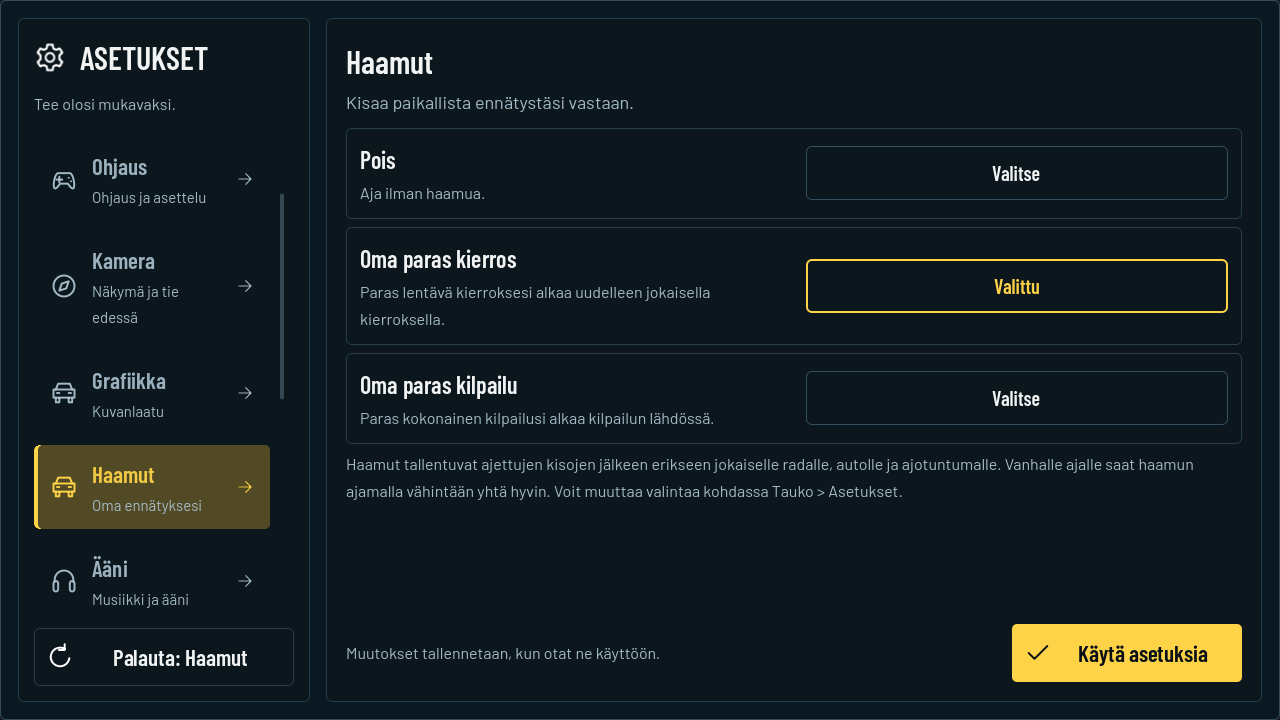 ASETUKSET
Tee olosi mukavaksi.
Ohjaus
Ohjaus ja asettelu
Kamera
Näkymä ja tie
edessä
Grafiikka
Kuvanlaatu
Haamut
Oma ennätyksesi
Ääni
Musiikki ja ääni
Palauta: Haamut
Haamut
Kisaa paikallista ennätystäsi vastaan.
Pois
Aja ilman haamua.
Valitse
Oma paras kierros
Paras lentävä kierroksesi alkaa uudelleen jokaisella
kierroksella.
Valittu
Oma paras kilpailu
Paras kokonainen kilpailusi alkaa kilpailun lähdössä.
Valitse
Haamut tallentuvat ajettujen kisojen jälkeen erikseen jokaiselle radalle, autolle ja ajotuntumalle. Vanhalle ajalle saat haamun
ajamalla vähintään yhtä hyvin. Voit muuttaa valintaa kohdassa Tauko > Asetukset.
Muutokset tallennetaan, kun otat ne käyttöön.
Käytä asetuksia